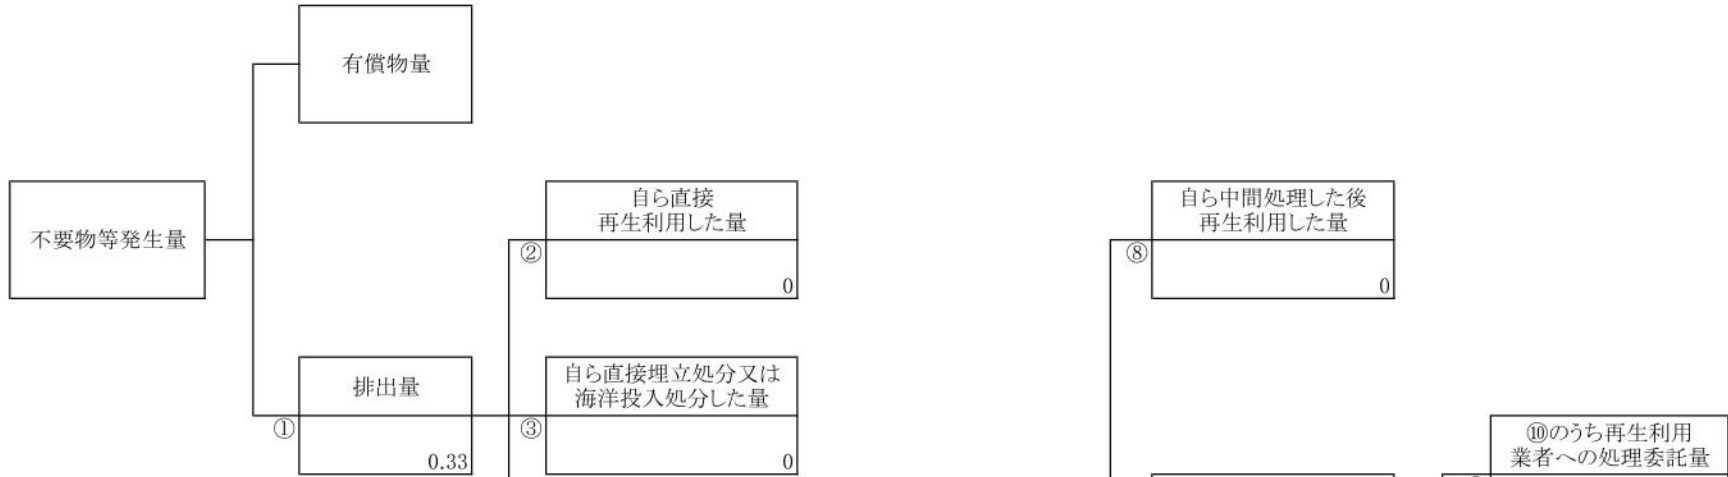 有償物量
不要物等発生量
自ら直接
再生利用した量
②
0
自ら中間処理した後
再生利用した量
⑧
0
排出量
①
0.33
自ら直接埋立処分又は
海洋投入処分した量
③
0
⑩のうち再生利用
業者への処理委託量